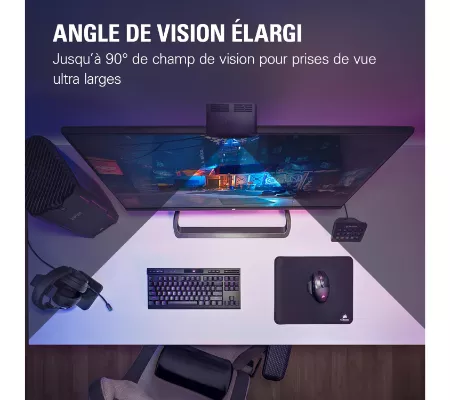 ANGLE DE VISION ÉLARGI
Jusqu’à 90° de champ de vision pour prises de vue
ultra larges